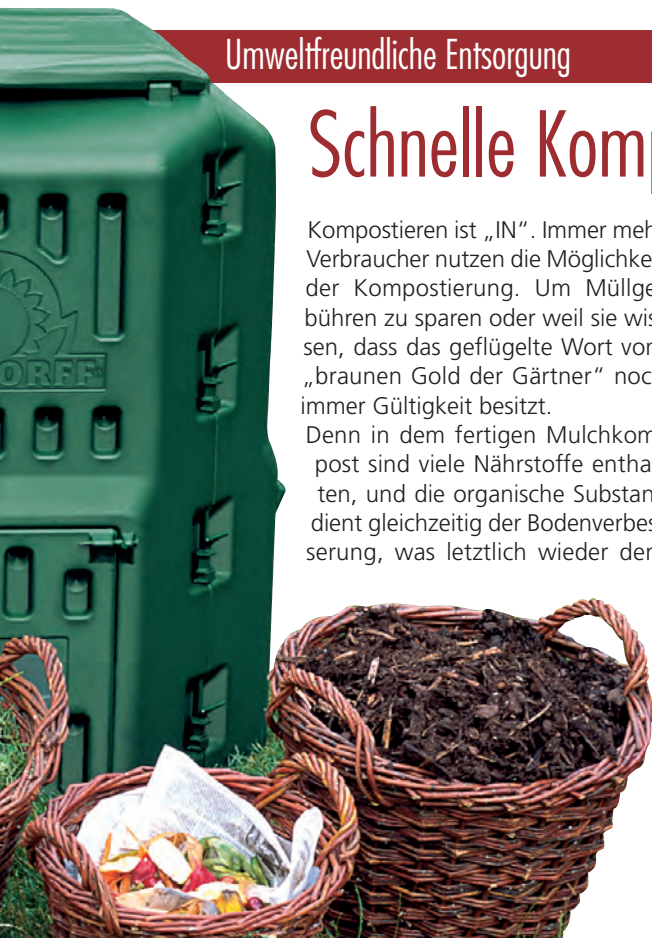 Umweltfreundliche Entsorgung
Schnelle Komp
Kompostieren ist „IN“. Immer meh
Verbraucher nutzen die Möglichke
der Kompostierung. Um Müllge
bühren zu sparen oder weil sie wis
sen, dass das geflügelte Wort vor
„braunen Gold der Gärtner“ noc
immer Gültigkeit besitzt.
Denn in dem fertigen Mulchkom
post sind viele Nährstoffe entha
ten, und die organische Substan
dient gleichzeitig der Bodenverbes
serung, was letztlich wieder der
ORFF